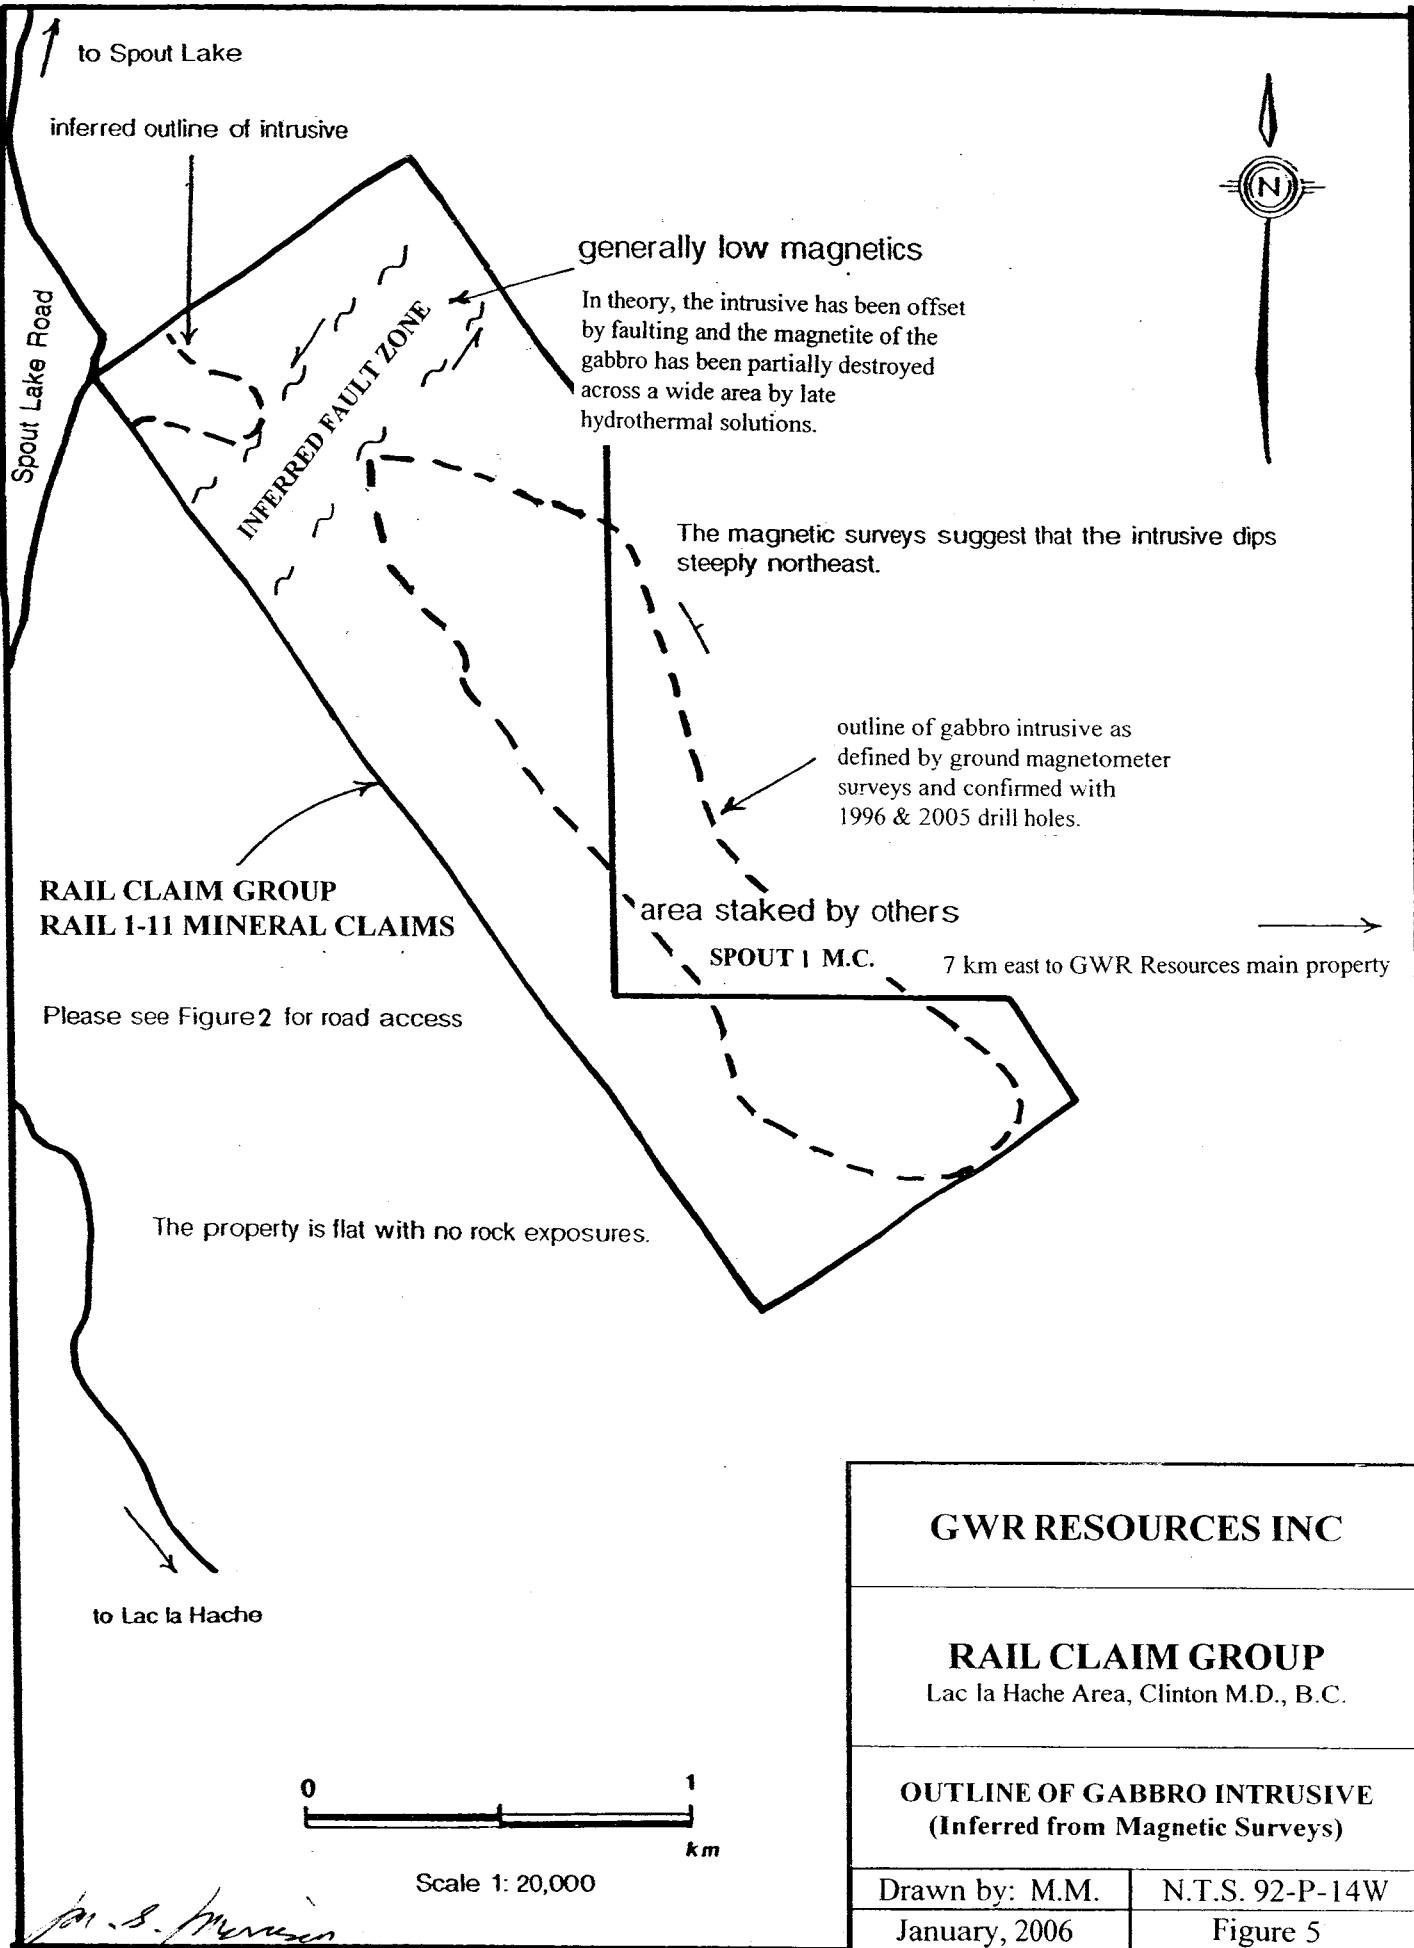 to Spout Lake
inferred outline of intrusive
N
generally low magnetics
In theory, the intrusive has been offset
by faulting and the magnetite of the
gabbro has been partially destroyed
across a wide area by late
hydrothermal solutions.
Spout Lake Road
INFERRED FAULT ZONE
The magnetic surveys suggest that the intrusive dips
steeply northeast.
outline of gabbro intrusive as
defined by ground magnetometer
surveys and confirmed with
1996 & 2005 drill holes.
RAIL CLAIM GROUP
RAIL 1-11 MINERAL CLAIMS
area staked by others
SPOUT 1 M.C.
7 km east to GWR Resources main property
Please see Figure 2 for road access
The property is flat with no rock exposures.
to Lac la Hache
GWR RESOURCES INC
RAIL CLAIM GROUP
Lac la Hache Area, Clinton M.D., B.C.
OUTLINE OF GABBRO INTRUSIVE
(Inferred from Magnetic Surveys)
0 1
km
Scale 1: 20,000
Drawn by: M.M.
N.T.S. 92-P-14W
January, 2006
Figure 5